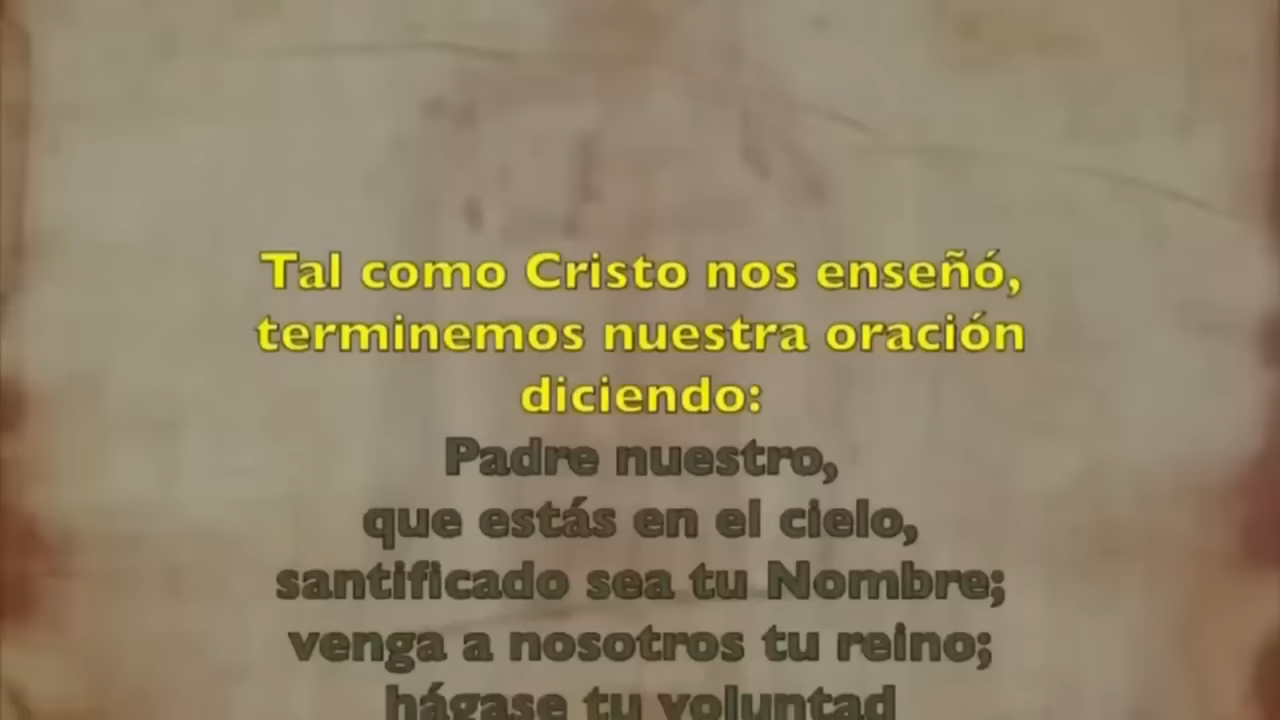 Tal como Cristo nos enseñó,
terminemos nuestra oración
diciendo:
Padre nuestro,
que estás en el cielo,
santificado sea tu Nombre;
venga a nosotros tu reino;
hágase tu voluntad